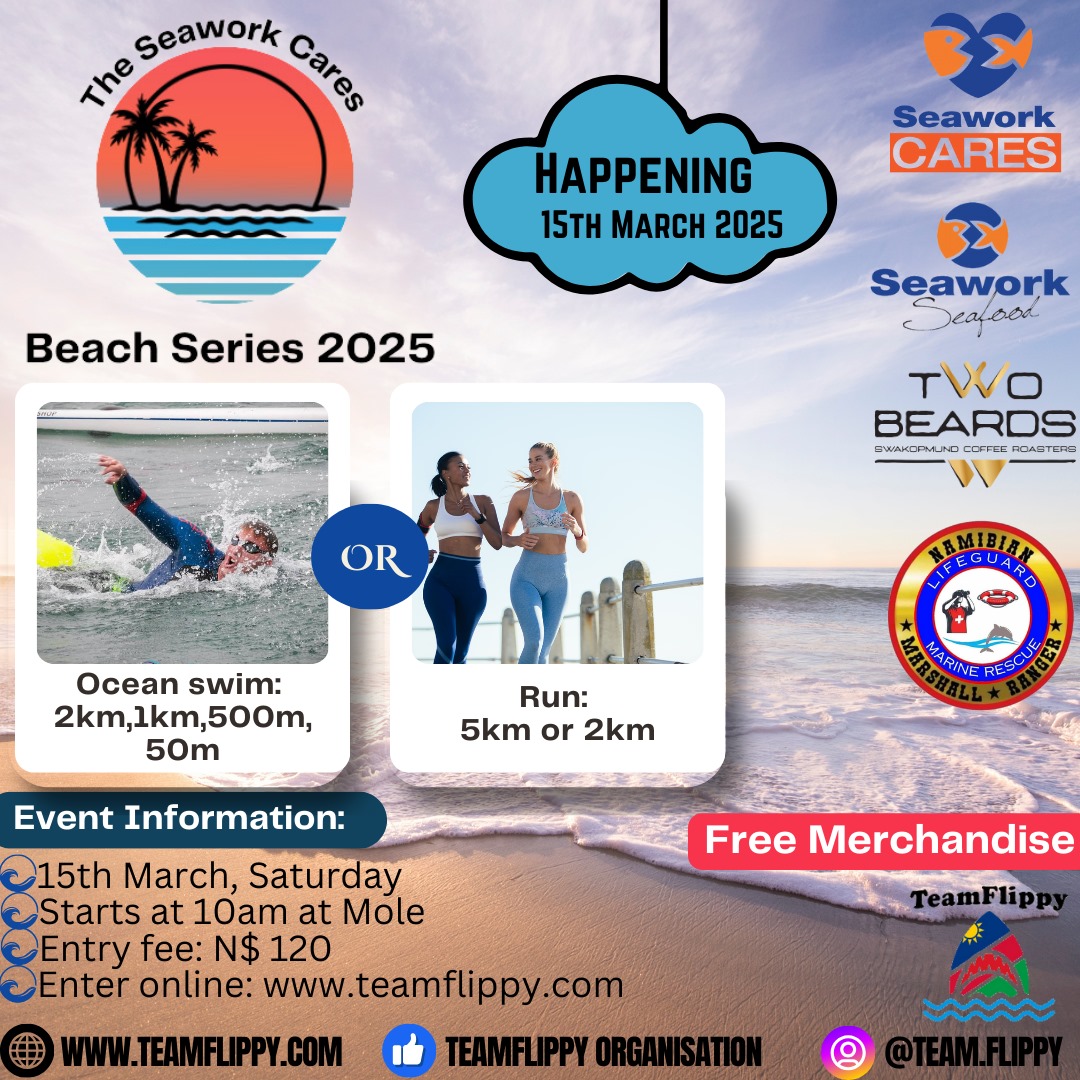 The Seawork Cares
HAPPENING
15TH MARCH 2025
Seawork
CARES
Seawork
Seafood
TWO
BEARDS
SWAKOPMUND COFFEE ROASTERS
Beach Series 2025
OR
Ocean swim:
2km,1km,500m,
50m
Run:
5km or 2km
NAMIBIAN
LIFEGUARD
MARINE RESCUE
MARSHALL ★ RANGER
Event Information:
15th March, Saturday
Starts at 10am at Mole
Entry fee: N$ 120
Enter online: www.teamflippy.com
Free Merchandise
TeamFlippy
WWW.TEAMFLIPPY.COM
TEAMFLIPPY ORGANISATION
@TEAM.FLIPPY